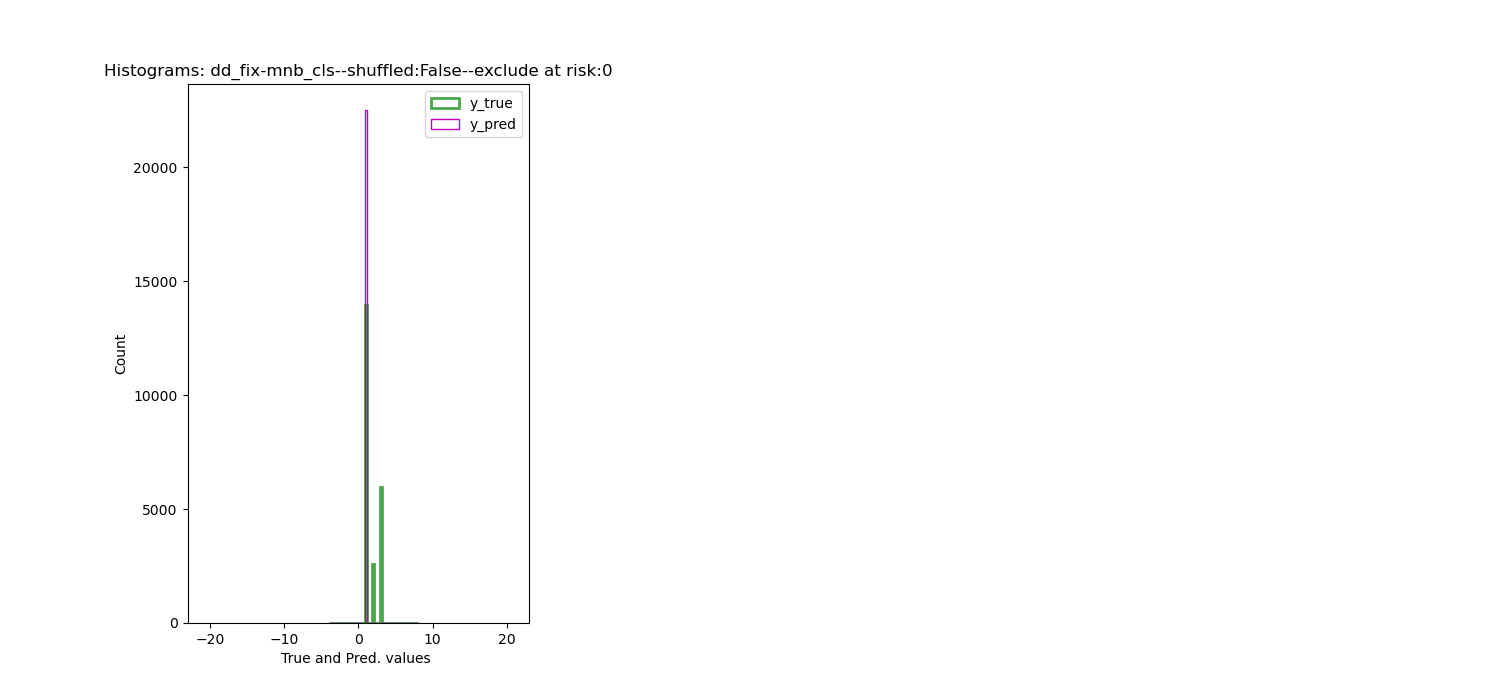 Histograms: dd_fix-mnb_cls--shuffled:False--exclude at risk:0
y_true
y_pred
20000
15000
10000
5000
0
Count
−20
−10
0
10
20
True and Pred. values